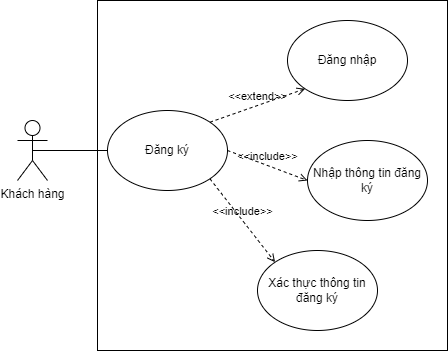 Đăng nhập
<<extend>>
Đăng ký
<<include>>
Nhập thông tin đăng
ký
Khách hàng
<<include>>
Xác thực thông tin
đăng ký